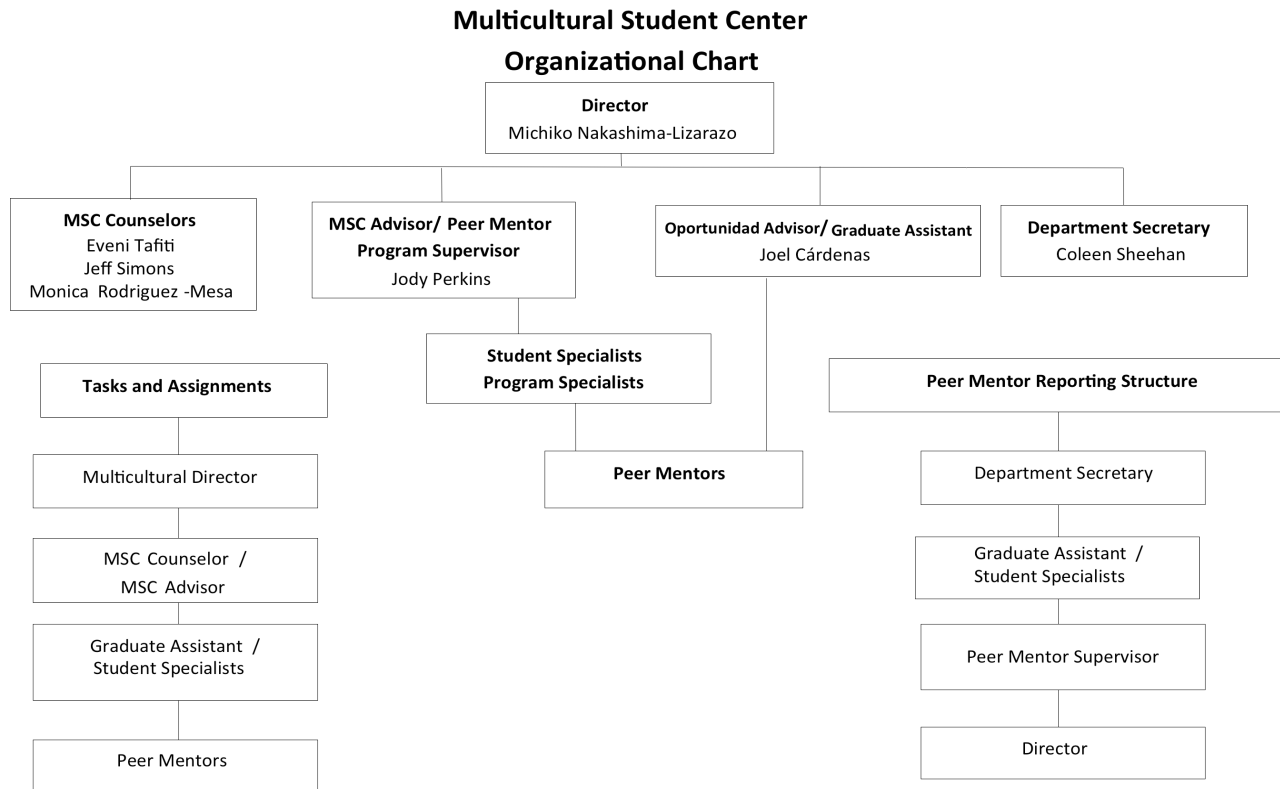 Multicultural Student Center
Organizational Chart
Director
Michiko Nakashima-Lizarazo
MSC Counselors
Eveni Tafiti
Jeff Simons
Monica Rodriguez -Mesa
MSC Advisor/ Peer Mentor
Program Supervisor
Jody Perkins
Oportunidad Advisor/ Graduate Assistant
Joel Cárdenas
Department Secretary
Coleen Sheehan
Student Specialists
Program Specialists
Peer Mentors
Tasks and Assignments
Multicultural Director
MSC Counselor /
MSC Advisor
Graduate Assistant /
Student Specialists
Peer Mentors
Peer Mentor Reporting Structure
Department Secretary
Graduate Assistant /
Student Specialists
Peer Mentor Supervisor
Director